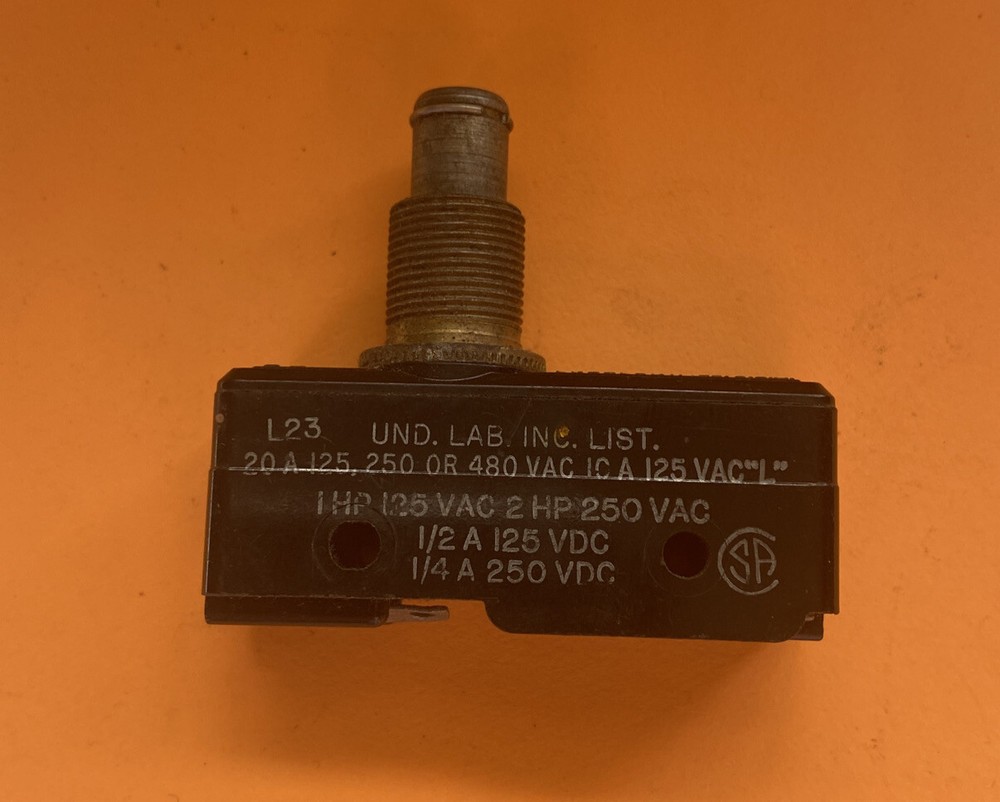 L23 UND. LAB. INC. LIST.
20 A 125, 250 OR 480 VAC 10 A 125 VAC "L"
1 HP 125 VAC 2 HP 250 VAC
1/2 A 125 VDC
1/4 A 250 VDC
CSA